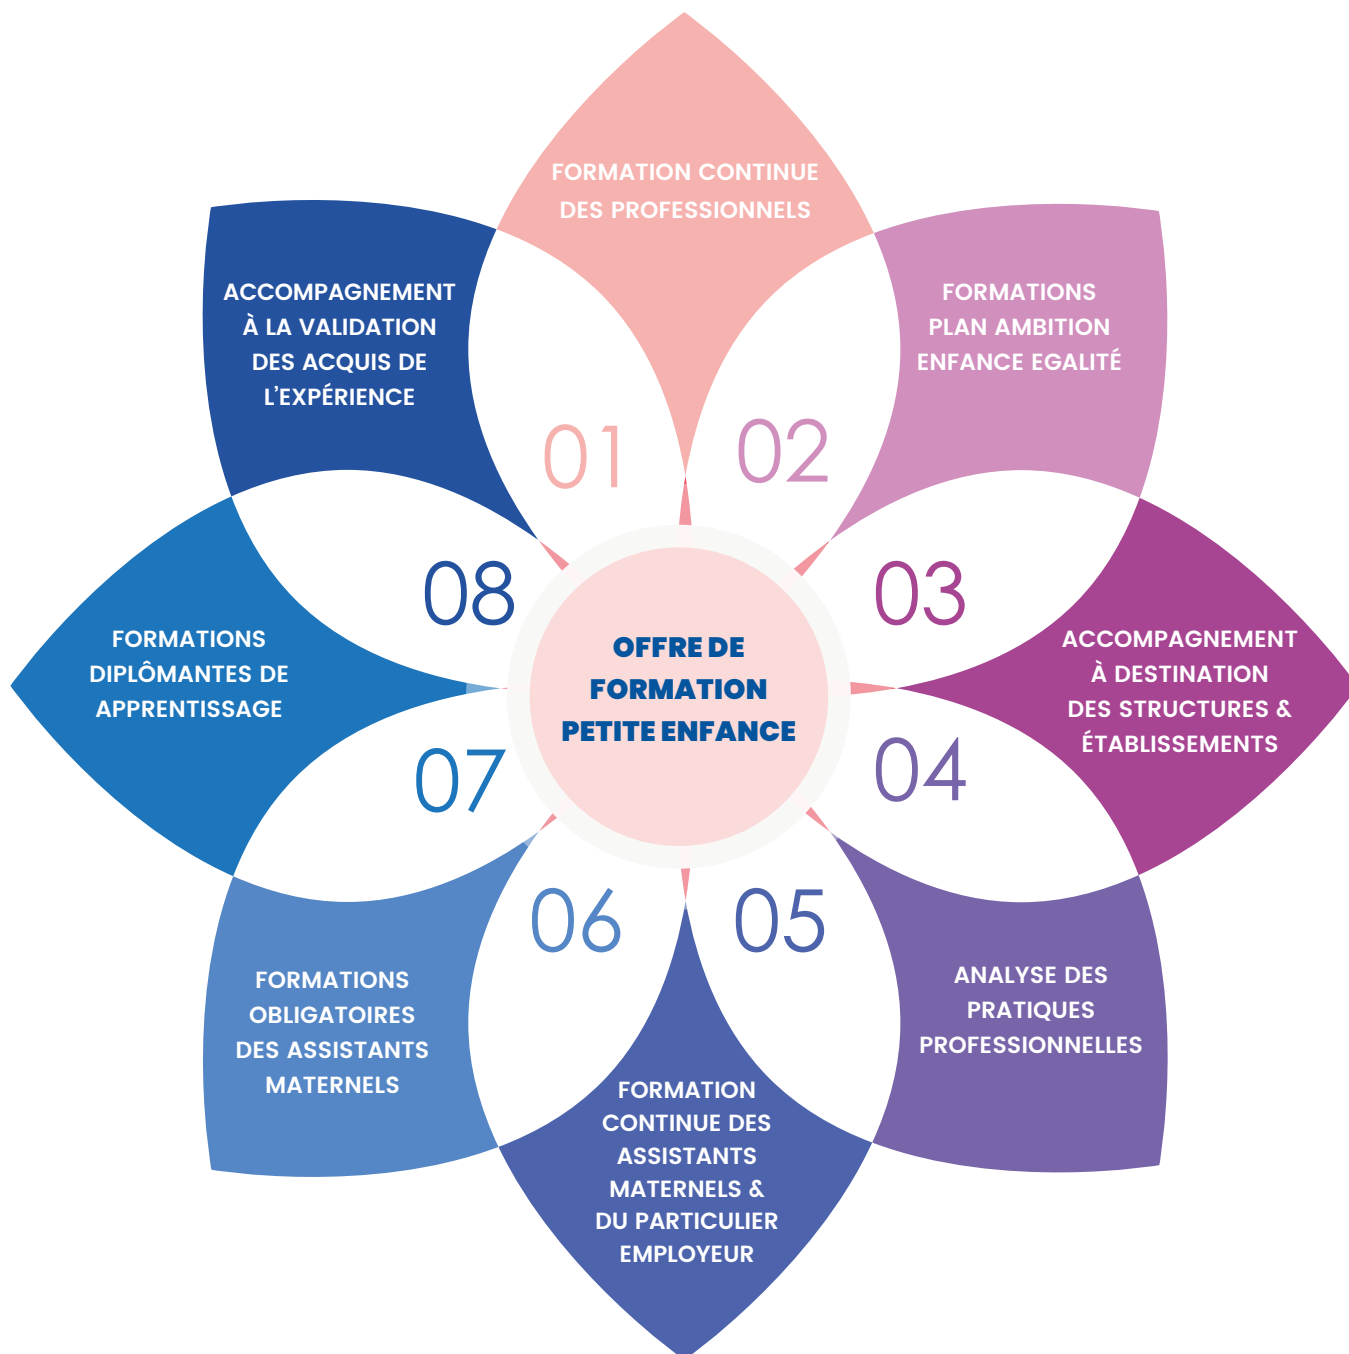 FORMATION CONTINUE
DES PROFESSIONNELS
01
FORMATIONS
PLAN AMBITION
ENFANCE EGALITÉ
02
ACCOMPAGNEMENT
À DESTINATION
DES STRUCTURES &
ÉTABLISSEMENTS
03
ANALYSE DES
PRATIQUES
PROFESSIONNELLES
04
FORMATION
CONTINUE DES
ASSISTANTS
MATERNELS &
DU PARTICULIER
EMPLOYEUR
05
FORMATIONS
OBLIGATOIRES
DES ASSISTANTS
MATERNELS
06
FORMATIONS
DIPLÔMANTES DE
APPRENTISSAGE
07
ACCOMPAGNEMENT
À LA VALIDATION
DES ACQUIS DE
L'EXPÉRIENCE
08
OFFRE DE
FORMATION
PETITE ENFANCE